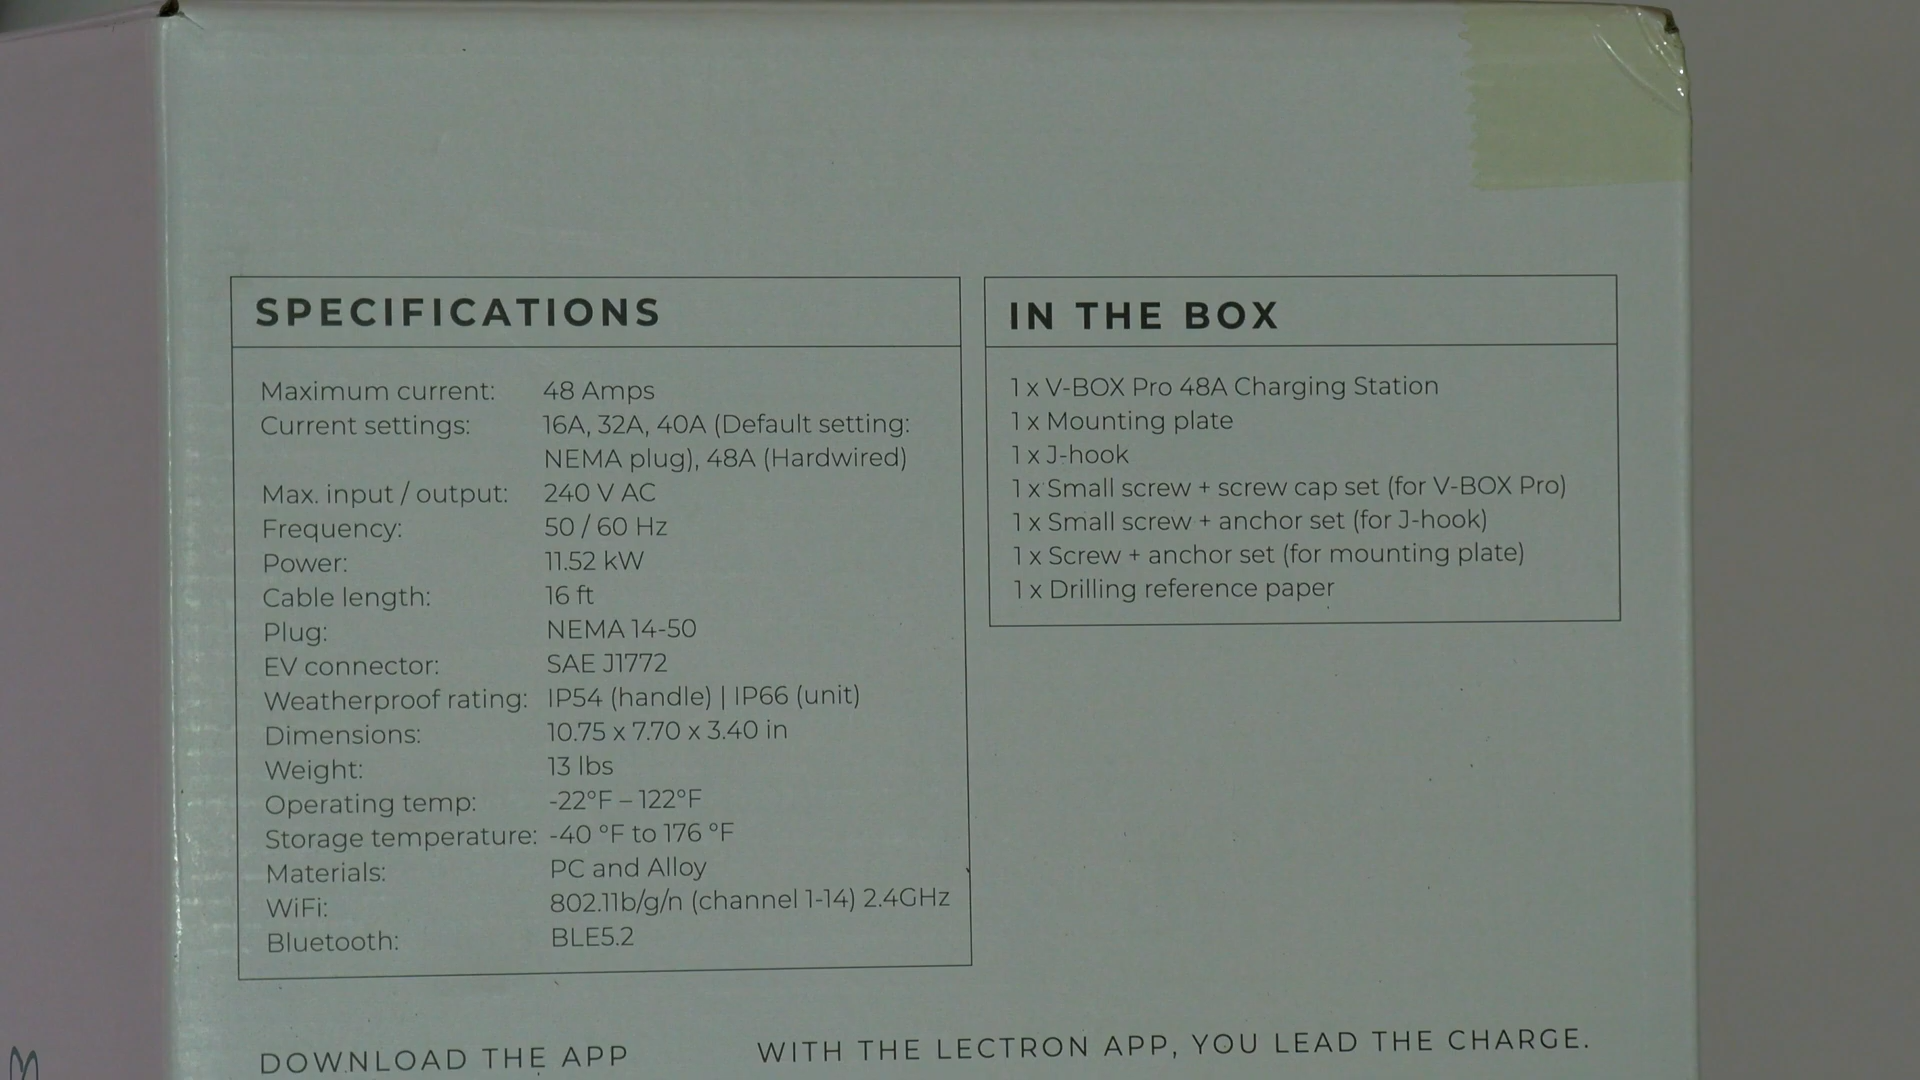 SPECIFICATIONS
Maximum current: 48 Amps
Current settings: 16A, 32A, 40A (Default setting:
NEMA plug), 48A (Hardwired)
Max. input / output: 240 V AC
Frequency: 50 / 60 Hz
Power: 11.52 kW
Cable length: 16 ft
Plug: NEMA 14-50
EV connector: SAE J1772
Weatherproof rating: IP54 (handle) | IP66 (unit)
Dimensions: 10.75 x 7.70 x 3.40 in
Weight: 13 lbs
Operating temp: -22°F – 122°F
Storage temperature: -40 °F to 176 °F
Materials: PC and Alloy
WiFi: 802.11b/g/n (channel 1-14) 2.4GHz
Bluetooth: BLE5.2
IN THE BOX
1 x V-BOX Pro 48A Charging Station
1 x Mounting plate
1 x J-hook
1 x Small screw + screw cap set (for V-BOX Pro)
1 x Small screw + anchor set (for J-hook)
1 x Screw + anchor set (for mounting plate)
1 x Drilling reference paper
DOWNLOAD THE APP
WITH THE LECTRON APP, YOU LEAD THE CHARGE.